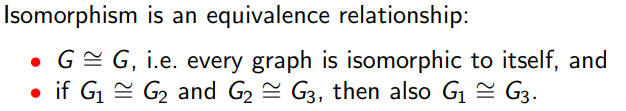 Isomorphism is an equivalence relationship:
• G ≅ G, i.e. every graph is isomorphic to itself, and
• if G₁ ≅ G₂ and G₂ ≅ G₃, then also G₁ ≅ G₃.